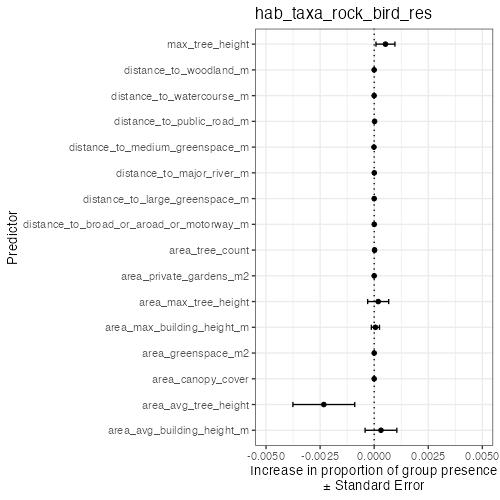 hab_taxa_rock_bird_res
max_tree_height
distance_to_woodland_m
distance_to_watercourse_m
distance_to_public_road_m
distance_to_medium_greenspace_m
distance_to_major_river_m
distance_to_large_greenspace_m
distance_to_broad_or_aroad_or_motorway_m
area_tree_count
area_private_gardens_m2
area_max_tree_height
area_max_building_height_m
area_greenspace_m2
area_canopy_cover
area_avg_tree_height
area_avg_building_height_m
Predictor
-0.0050 -0.0025 0.0000 0.0025 0.0050
Increase in proportion of group presence
± Standard Error